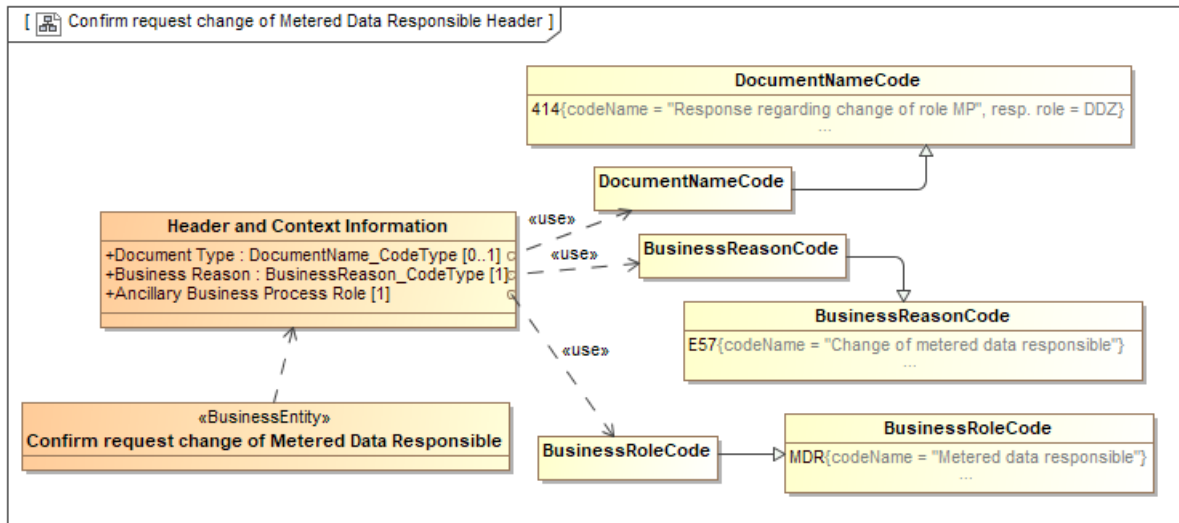 [ Confirm request change of Metered Data Responsible Header ]
DocumentNameCode
414{codeName = "Response regarding change of role MP", resp. role = DDZ}
...
DocumentNameCode
Header and Context Information
+Document Type : DocumentName_CodeType [0..1]
+Business Reason : BusinessReason_CodeType [1]
+Ancillary Business Process Role [1]
«use»
«use»
BusinessReasonCode
BusinessReasonCode
E57{codeName = "Change of metered data responsible"}
...
«use»
«BusinessEntity»
Confirm request change of Metered Data Responsible
BusinessRoleCode
BusinessRoleCode
MDR{codeName = "Metered data responsible"}
...